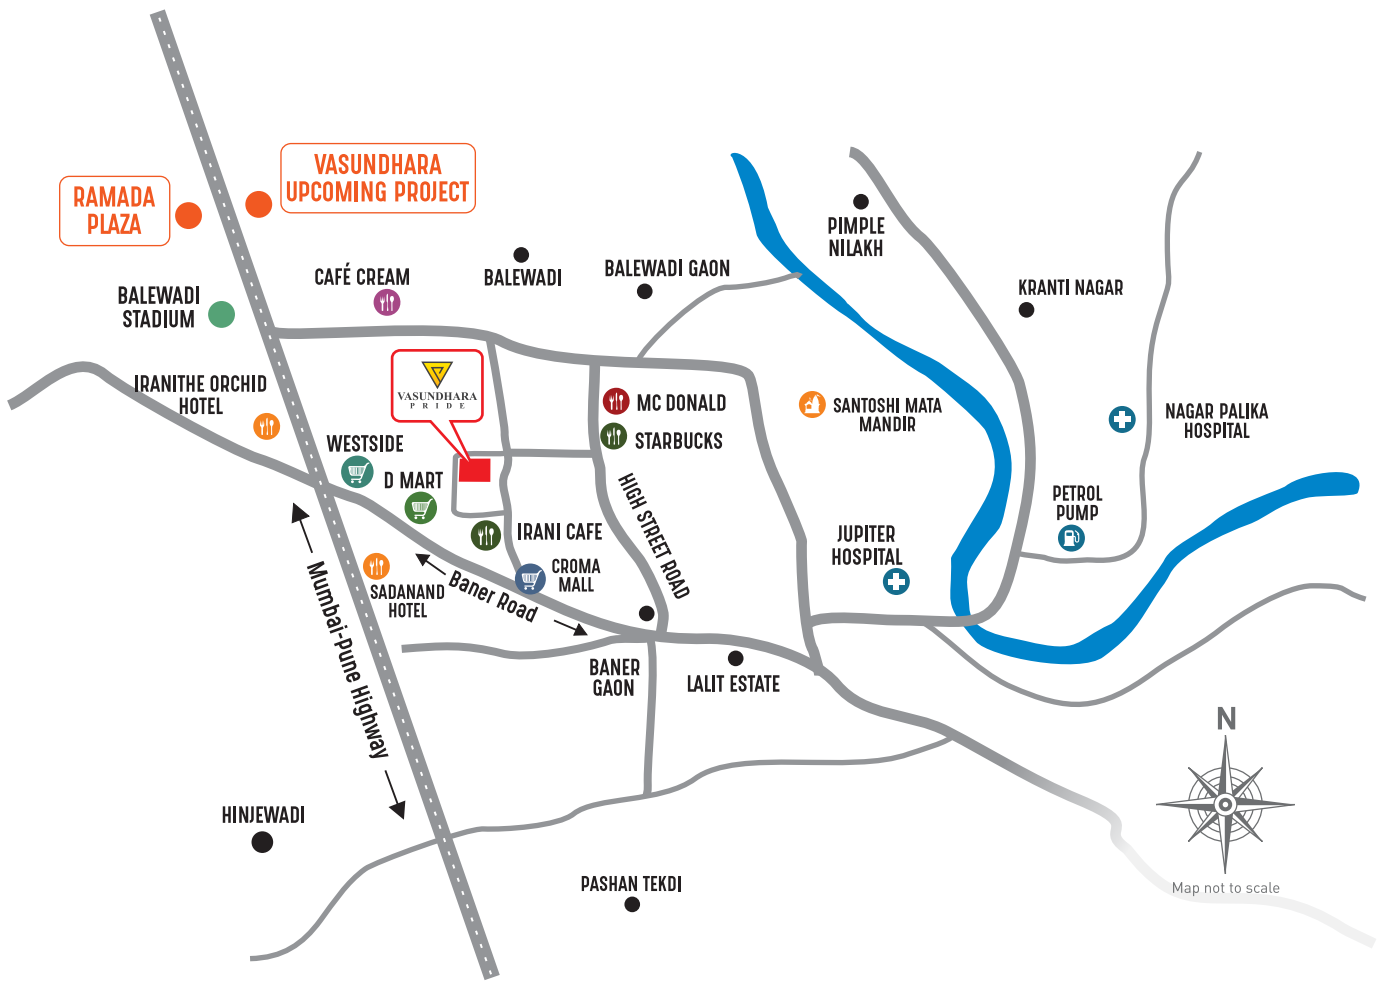 VASUNDHARA
UPCOMING PROJECT
RAMADA
PLAZA
PIMPLE
NILAKH
BALEWADI
BALEWADI GAON
CAFÉ CREAM
KRANTI NAGAR
BALEWADI
STADIUM
IRANITHE ORCHID
HOTEL
VASUNDHARA
PRIDE
MC DONALD
STARBUCKS
SANTOSHI MATA
MANDIR
NAGAR PALIKA
HOSPITAL
WESTSIDE
D MART
HIGH STREET ROAD
PETROL
PUMP
IRANI CAFE
JUPITER
HOSPITAL
CROMA
MALL
SADANAND
HOTEL
Baner Road
Mumbai-Pune Highway
BANER
GAON
LALIT ESTATE
N
HINJEWADI
PASHAN TEKDI
Map not to scale